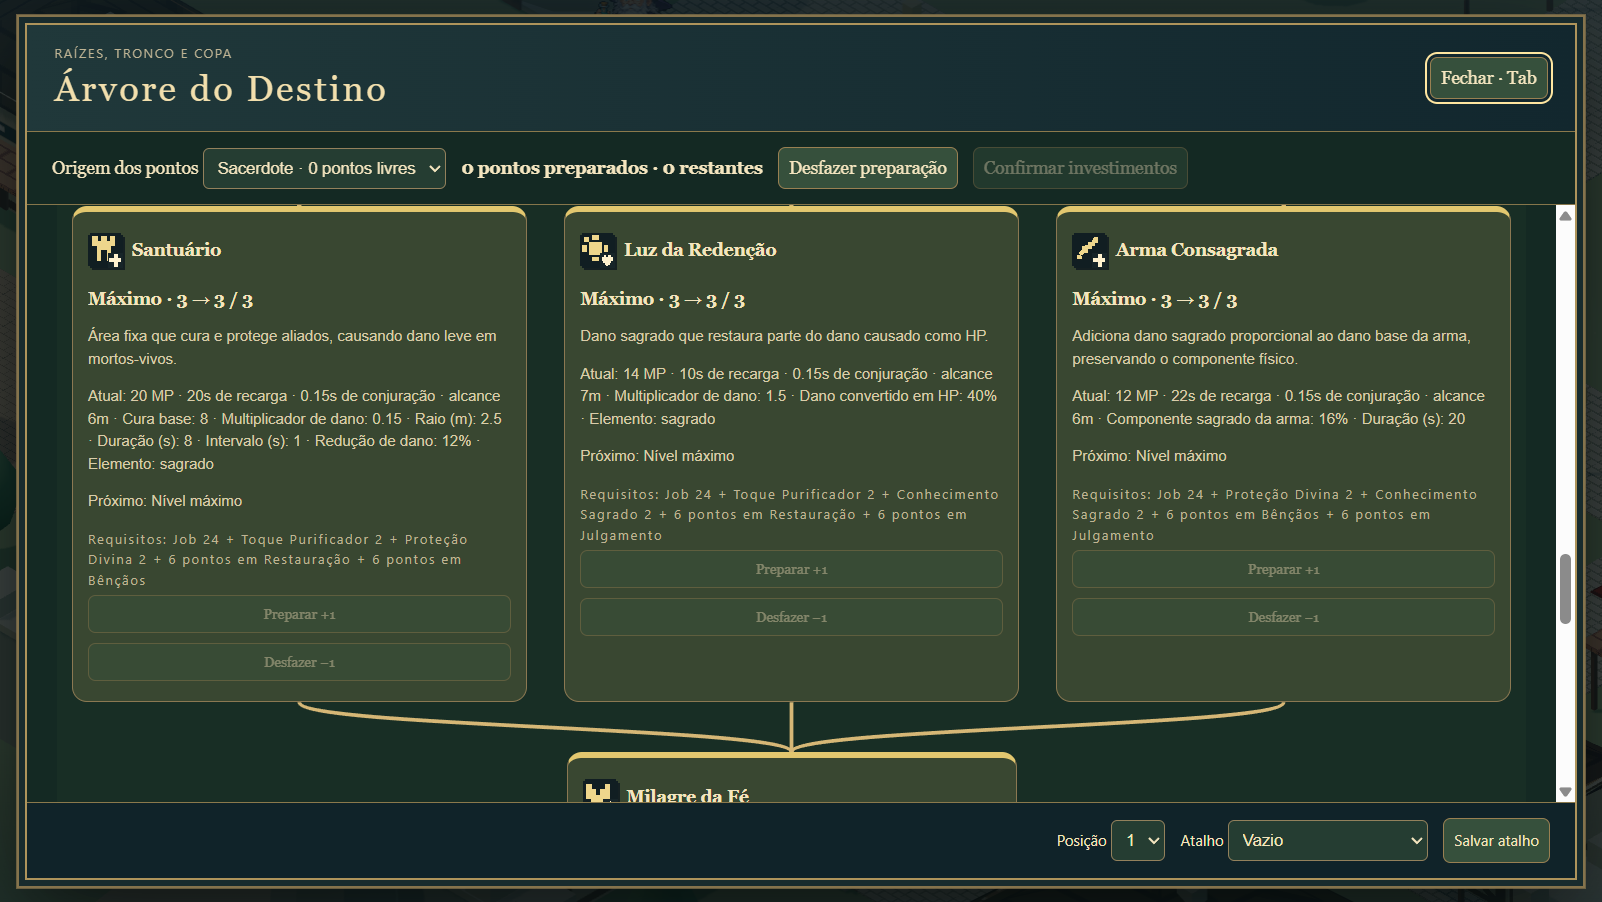 RAÍZES, TRONCO E COPA
Árvore do Destino
Fechar · Tab
Origem dos pontos
Sacerdote · 0 pontos livres
0 pontos preparados · 0 restantes
Desfazer preparação
Confirmar investimentos
Santuário
Máximo · 3 → 3 / 3
Área fixa que cura e protege aliados, causando dano leve em
mortos-vivos.
Atual: 20 MP · 20s de recarga · 0.15s de conjuração · alcance
6m · Cura base: 8 · Multiplicador de dano: 0.15 · Raio (m): 2.5
· Duração (s): 8 · Intervalo (s): 1 · Redução de dano: 12% ·
Elemento: sagrado
Próximo: Nível máximo
Requisitos: Job 24 + Toque Purificador 2 + Proteção
Divina 2 + 6 pontos em Restauração + 6 pontos em
Bênçãos
Preparar +1
Desfazer −1
Luz da Redenção
Máximo · 3 → 3 / 3
Dano sagrado que restaura parte do dano causado como HP.
Atual: 14 MP · 10s de recarga · 0.15s de conjuração · alcance
7m · Multiplicador de dano: 1.5 · Dano convertido em HP: 40%
· Elemento: sagrado
Próximo: Nível máximo
Requisitos: Job 24 + Toque Purificador 2 + Conhecimento
Sagrado 2 + 6 pontos em Restauração + 6 pontos em
Julgamento
Preparar +1
Desfazer −1
Arma Consagrada
Máximo · 3 → 3 / 3
Adiciona dano sagrado proporcional ao dano base da arma,
preservando o componente físico.
Atual: 12 MP · 22s de recarga · 0.15s de conjuração · alcance
6m · Componente sagrado da arma: 16% · Duração (s): 20
Próximo: Nível máximo
Requisitos: Job 24 + Proteção Divina 2 + Conhecimento
Sagrado 2 + 6 pontos em Bênçãos + 6 pontos em
Julgamento
Preparar +1
Desfazer −1
Milagre da Fé
Posição
1
Atalho
Vazio
Salvar atalho